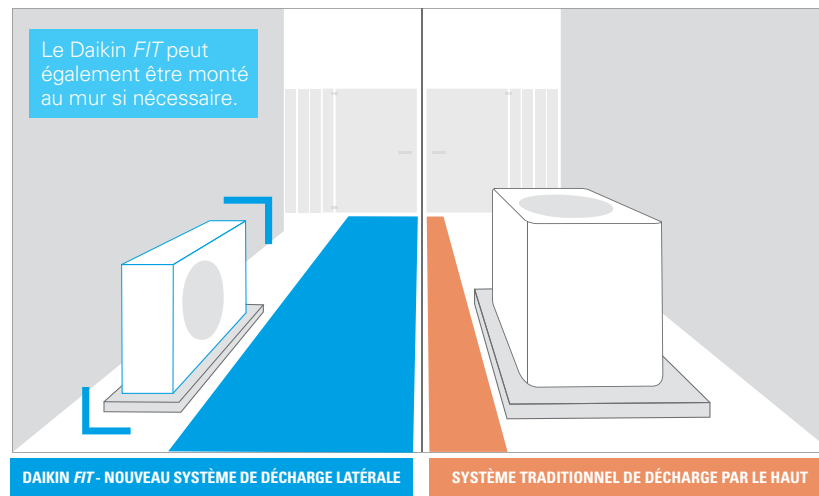 Le Daikin FIT peut
également être monté
au mur si nécessaire.
DAIKIN FIT - NOUVEAU SYSTÈME DE DÉCHARGE LATÉRALE
SYSTÈME TRADITIONNEL DE DÉCHARGE PAR LE HAUT